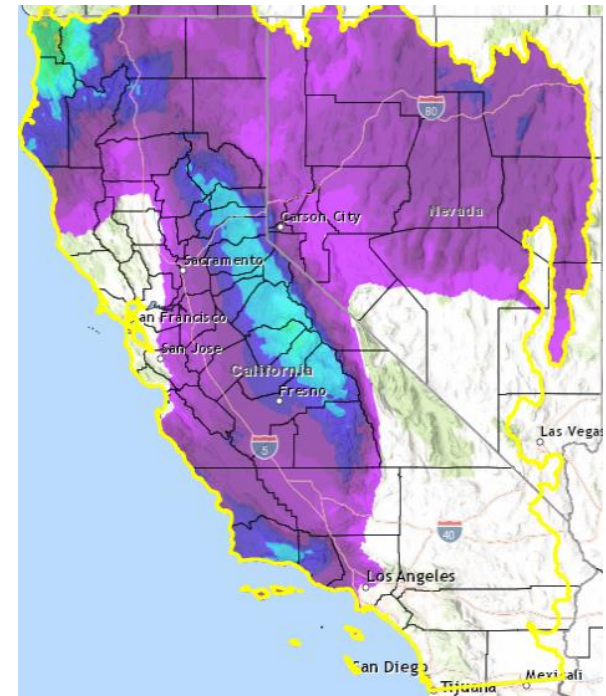 80
Nevada
Carson City
Sacramento
an Francisco
San Jose
California
Fresno
5
Las Vegas
40
Los Angeles
San Diego
Tijuana
Mexicali